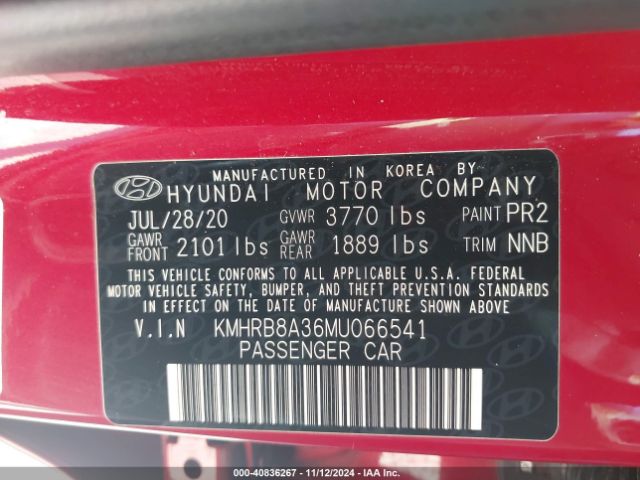 MANUFACTURED IN KOREA BY
HYUNDAI MOTOR COMPANY
JUL/28/20 GVWR 3770 lbs PAINT PR2
GAWR FRONT 2101 lbs GAWR REAR 1889 lbs TRIM NNB
THIS VEHICLE CONFORMS TO ALL APPLICABLE U.S.A. FEDERAL
MOTOR VEHICLE SAFETY, BUMPER, AND THEFT PREVENTION STANDARDS
IN EFFECT ON THE DATE OF MANUFACTURE SHOWN ABOVE
V.I.N KMHRB8A36MU066541
PASSENGER CAR
000-40836267 - 11/12/2024 - IAA Inc.